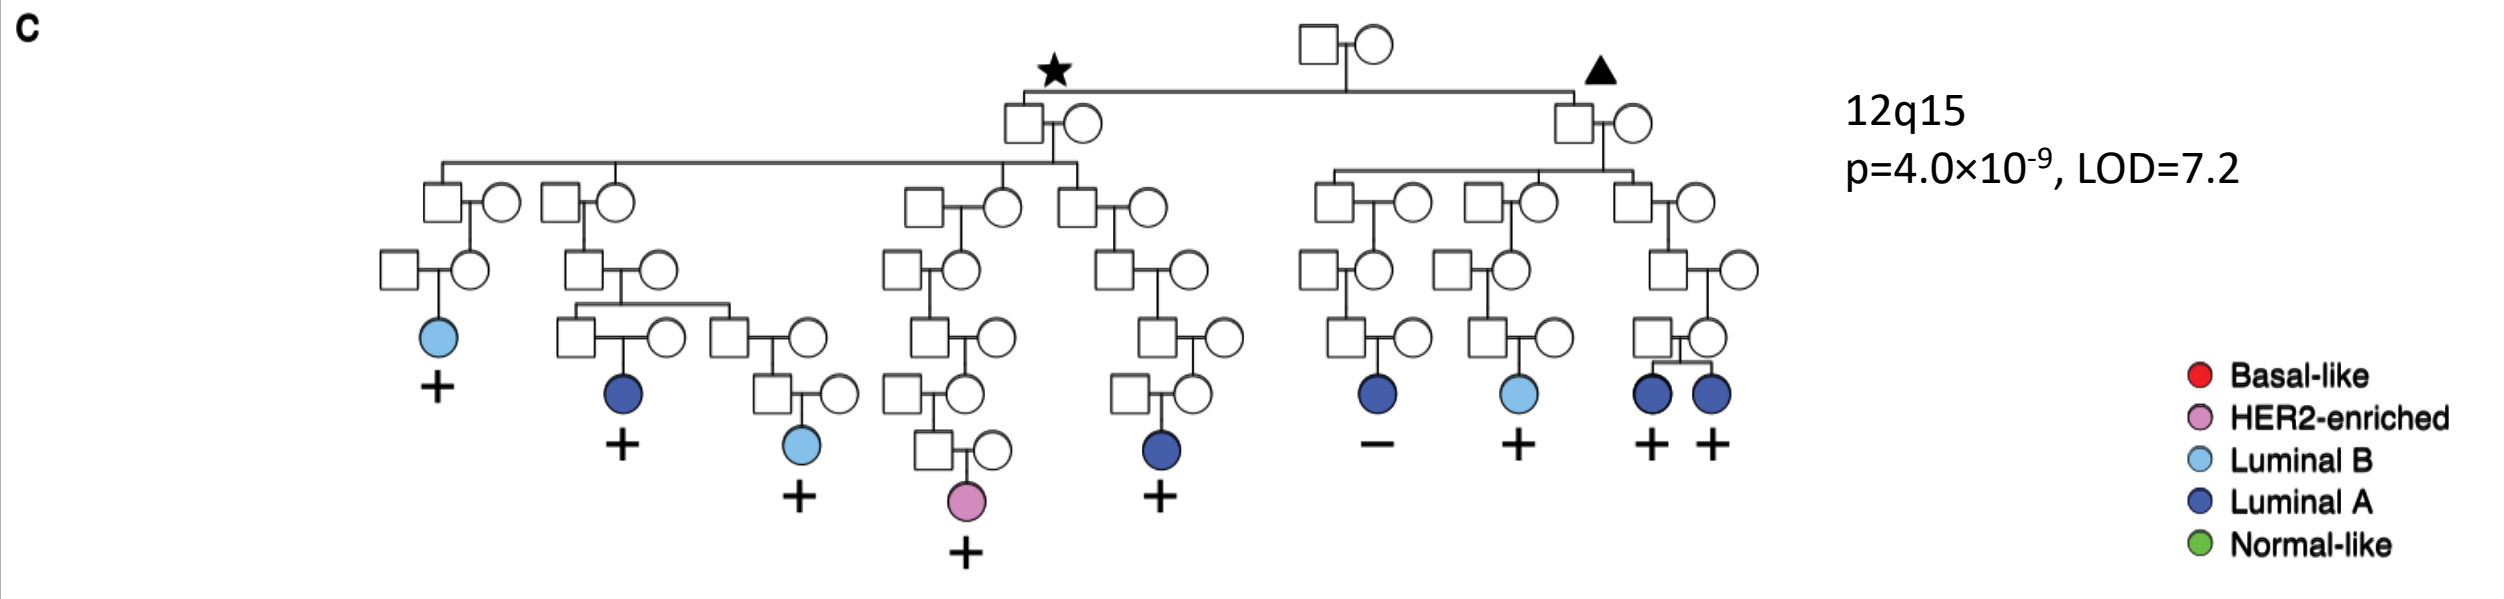 C
12q15
p=4.0×10⁻⁹, LOD=7.2
+
+
+
+
+
−
+
+
+
Basal-like
HER2-enriched
Luminal B
Luminal A
Normal-like